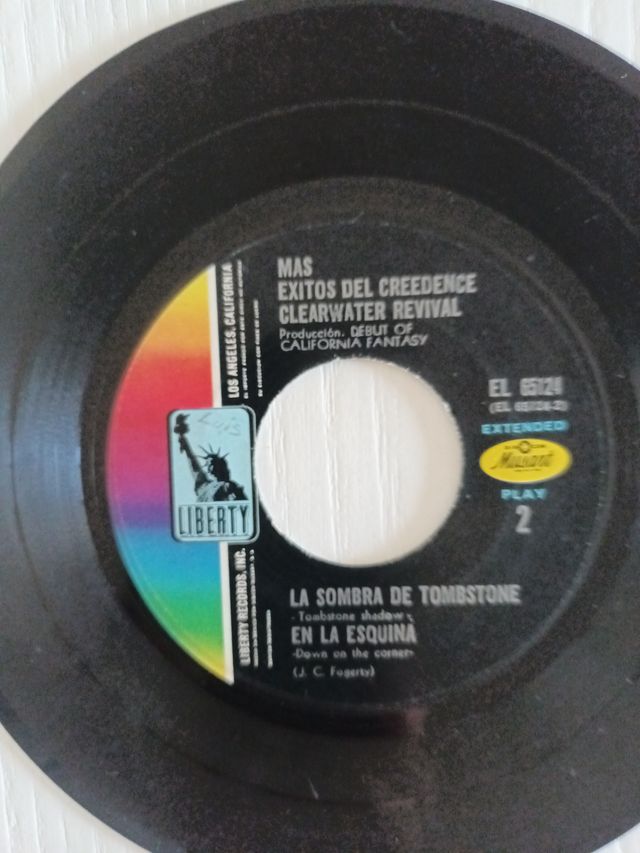 MAS
EXITOS DEL CREEDENCE
CLEARWATER REVIVAL
Producción. DEBUT OF
CALIFORNIA FANTASY
LOS ANGELES, CALIFORNIA
EL 65124
EXTENDED
PLAY
2
Luis
LIBERTY
LIBERTY RECORDS, INC.
LA SOMBRA DE TOMBSTONE
- Tombstone shadow -
EN LA ESQUINA
-Down on the corner-
(J. C. Fogerty)